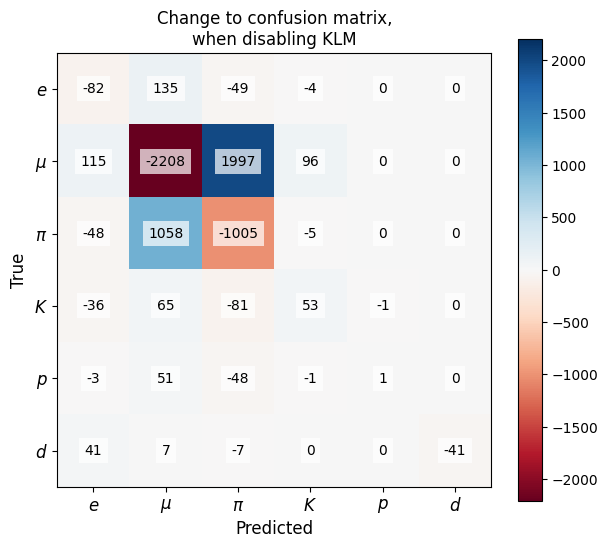 Change to confusion matrix,
when disabling KLM
True
e -82 135 -49 -4 0 0
μ 115 -2208 1997 96 0 0
π -48 1058 -1005 -5 0 0
K -36 65 -81 53 -1 0
p -3 51 -48 -1 1 0
d 41 7 -7 0 0 -41
e μ π K p d
Predicted
2000
1500
1000
500
0
−500
−1000
−1500
−2000